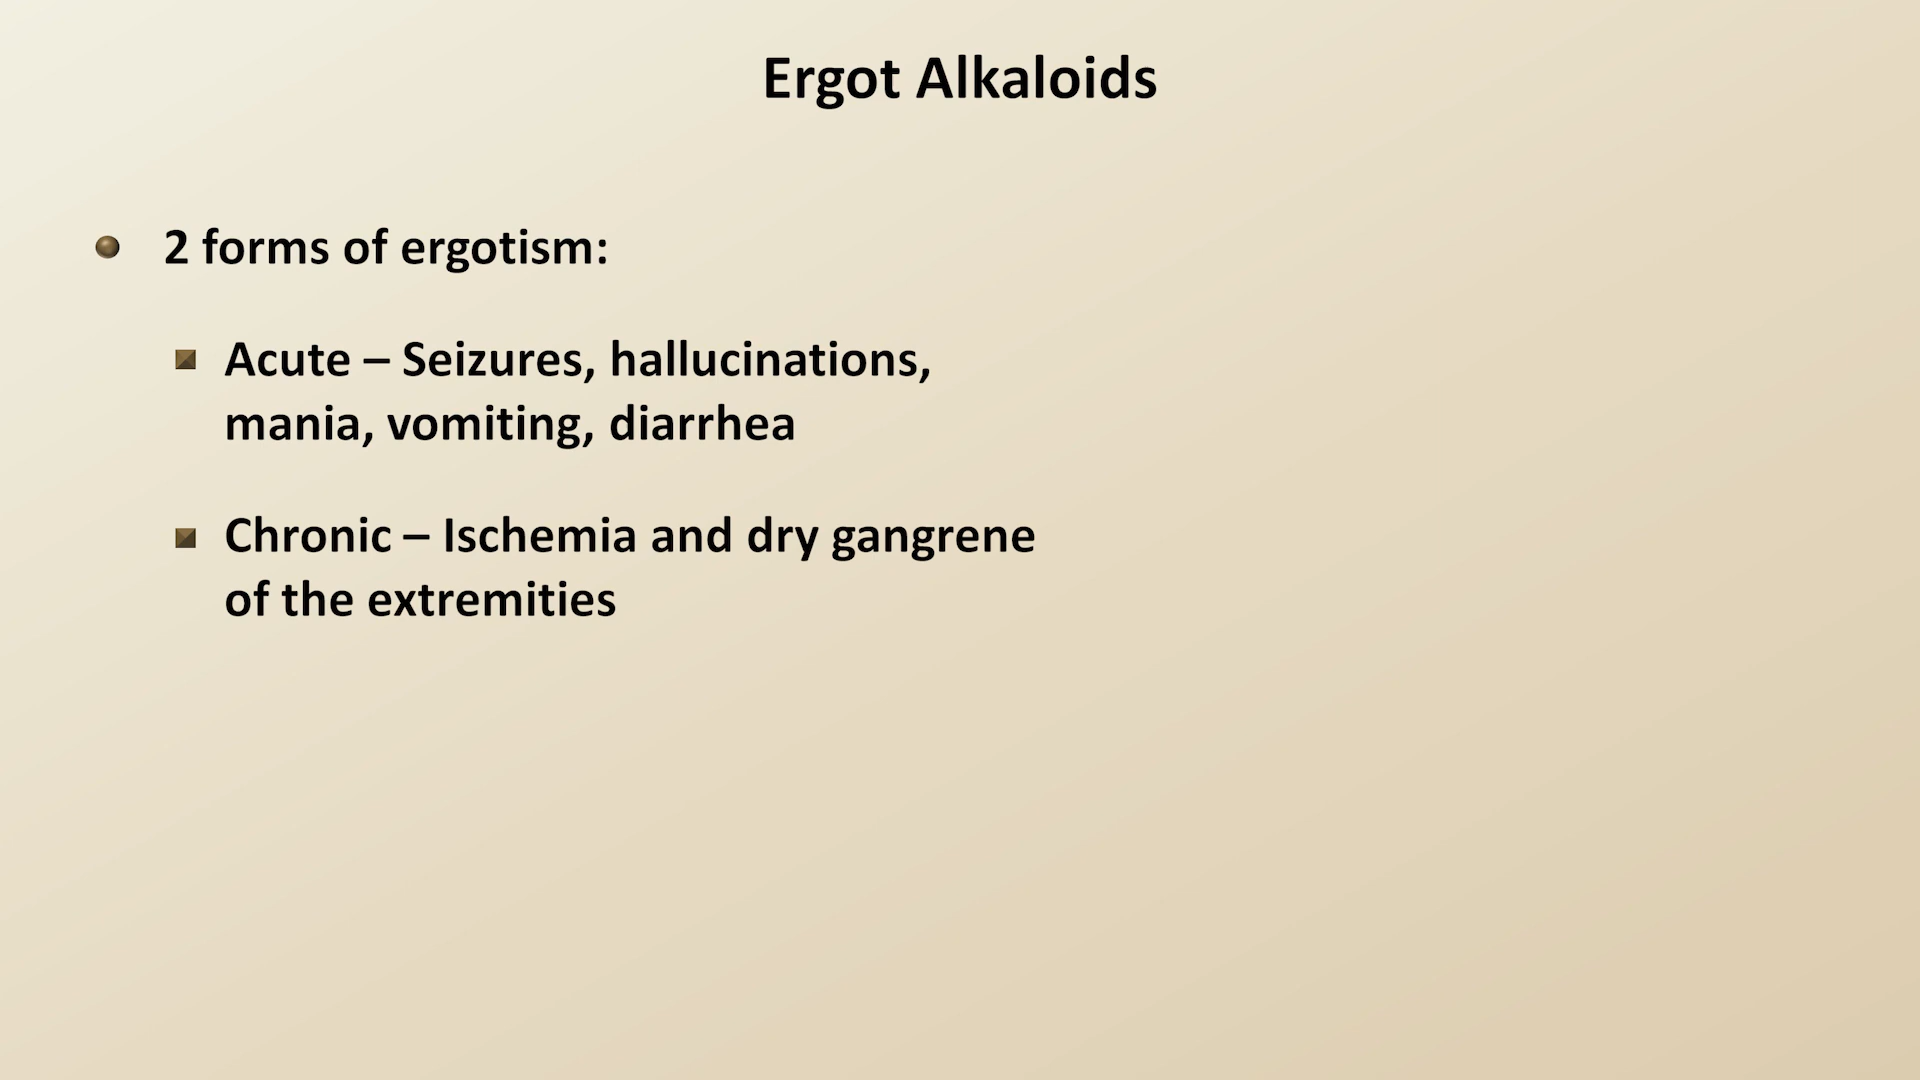 Ergot Alkaloids
2 forms of ergotism:
Acute – Seizures, hallucinations,
mania, vomiting, diarrhea
Chronic – Ischemia and dry gangrene
of the extremities